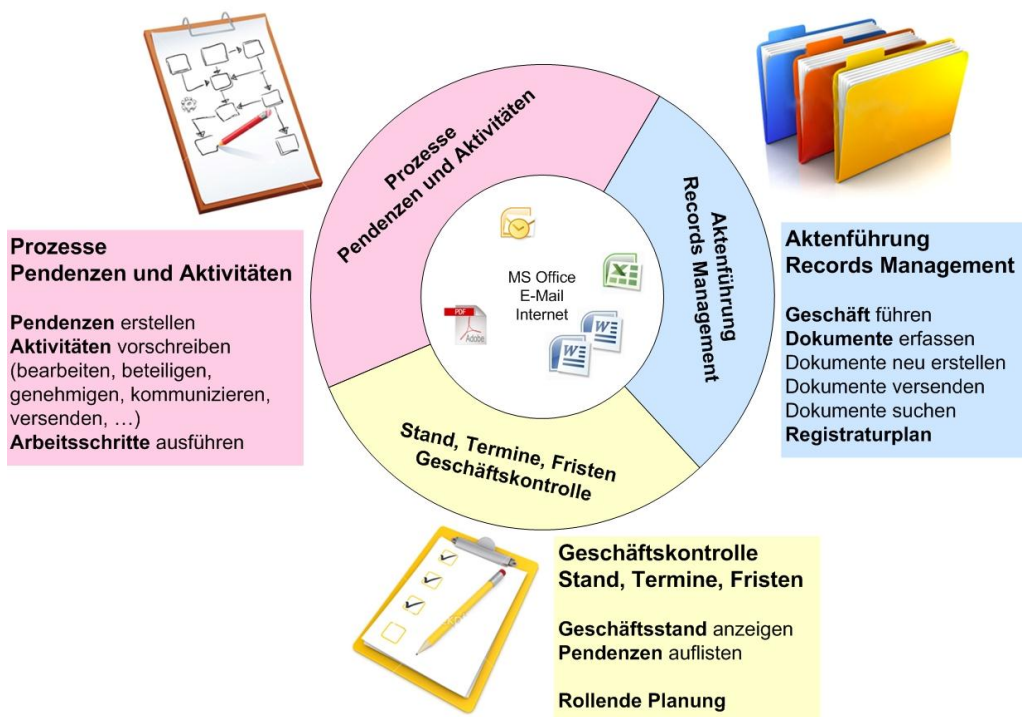 Prozesse
Pendenzen und Aktivitäten
Aktenführung
Records Management
Stand, Termine, Fristen
Geschäftskontrolle
MS Office
E-Mail
Internet
PDF
Adobe
Prozesse
Pendenzen und Aktivitäten
Pendenzen erstellen
Aktivitäten vorschreiben
(bearbeiten, beteiligen,
genehmigen, kommunizieren,
versenden, …)
Arbeitsschritte ausführen
Aktenführung
Records Management
Geschäft führen
Dokumente erfassen
Dokumente neu erstellen
Dokumente versenden
Dokumente suchen
Registraturplan
Geschäftskontrolle
Stand, Termine, Fristen
Geschäftsstand anzeigen
Pendenzen auflisten
Rollende Planung